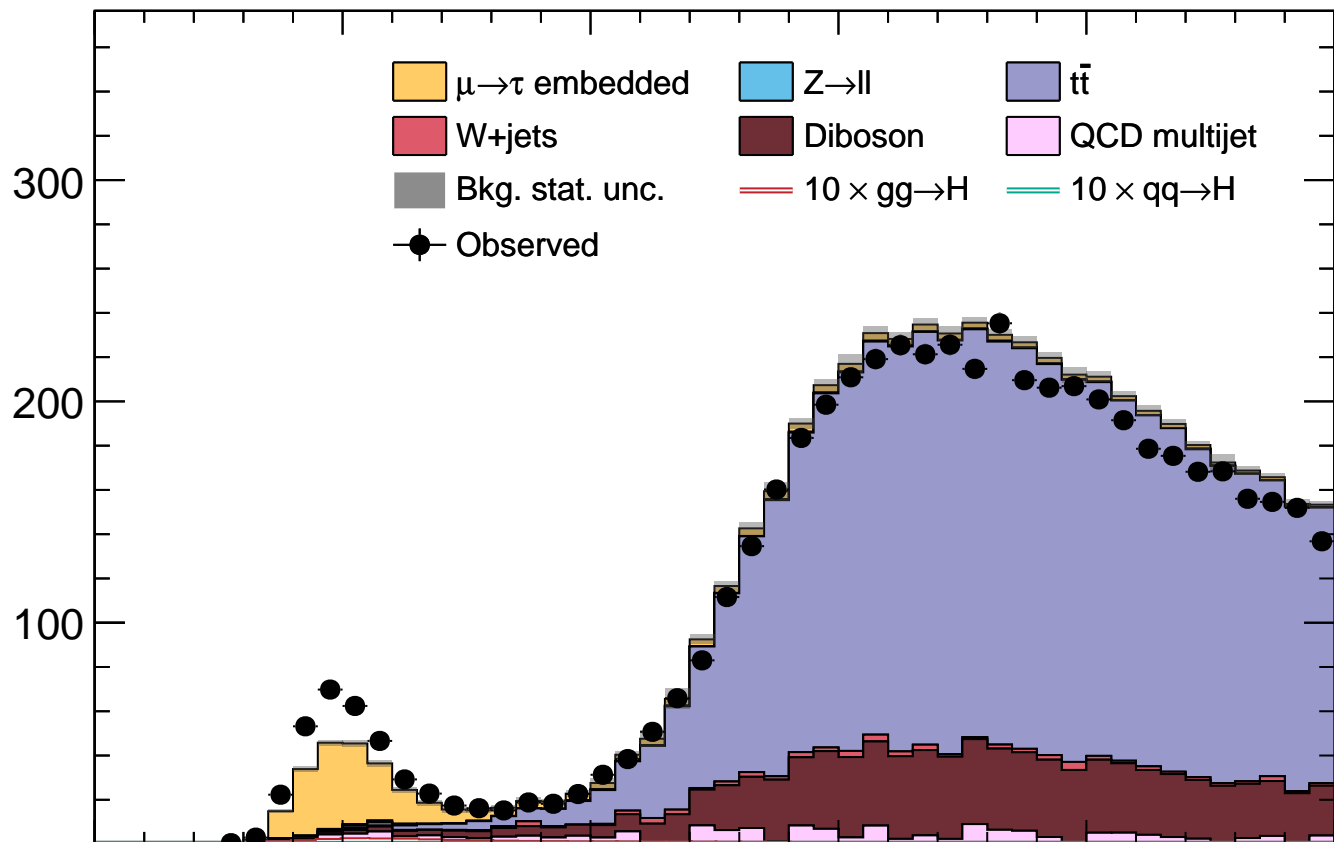 μ→τ embedded Z→ll tt̄
W+jets Diboson QCD multijet
300 Bkg. stat. unc. 10 × gg→H 10 × qq→H
Observed
200
100